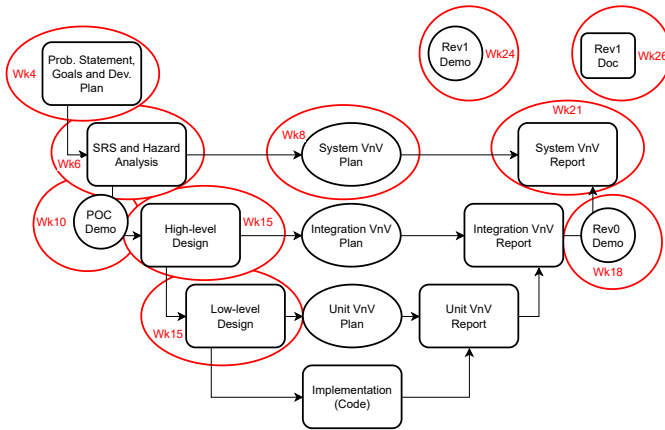 Prob. Statement,
Goals and Dev.
Plan
Wk4
Rev1
Demo
Wk24
Rev1
Doc
Wk26
SRS and Hazard
Analysis
Wk6
Wk8
System VnV
Plan
Wk21
System VnV
Report
Wk10
POC
Demo
High-level
Design
Wk15
Integration VnV
Plan
Integration VnV
Report
Rev0
Demo
Wk18
Wk15
Low-level
Design
Unit VnV
Plan
Unit VnV
Report
Implementation
(Code)